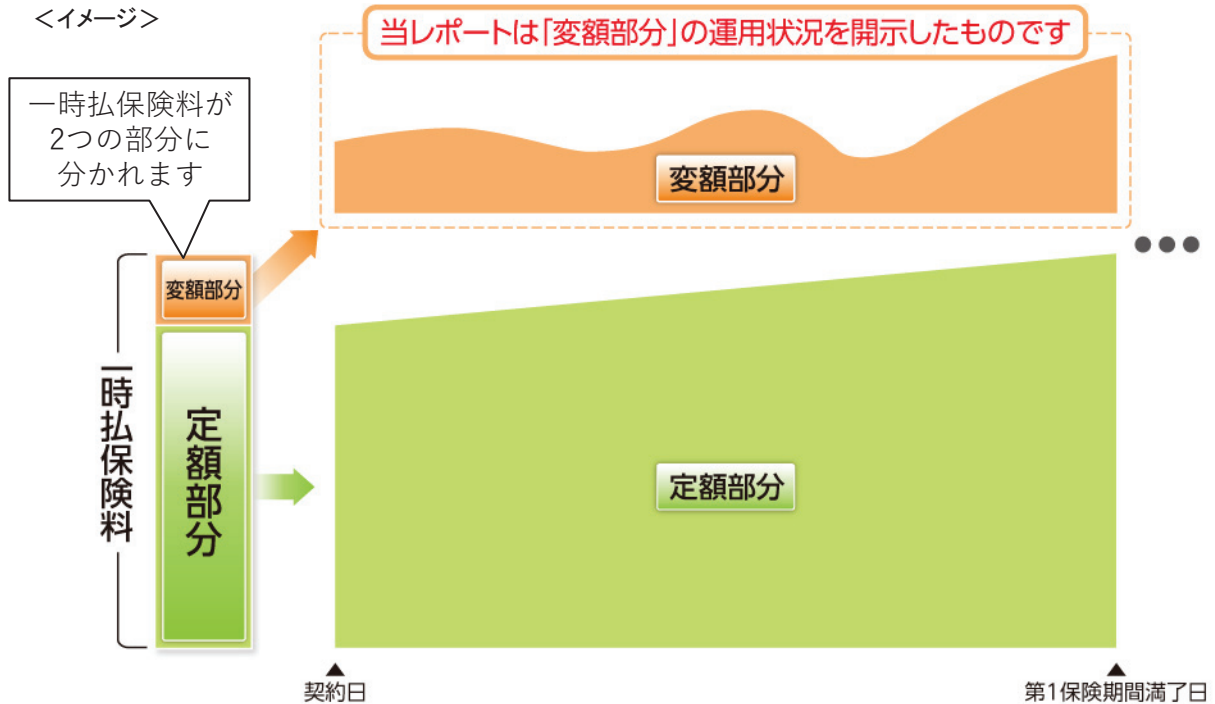 ＜イメージ＞
当レポートは「変額部分」の運用状況を開示したものです
一時払保険料が
2つの部分に
分かれます
変額部分
変額部分
●●●
一時払保険料
定額部分
定額部分
▲
契約日
▲
第1保険期間満了日